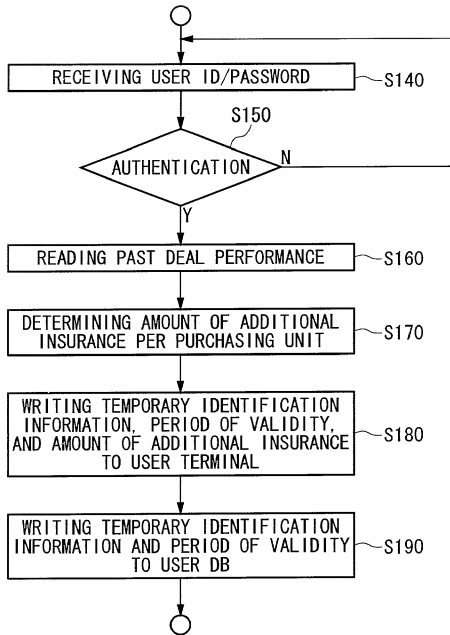 RECEIVING USER ID/PASSWORD
S140
S150
AUTHENTICATION
N
Y
READING PAST DEAL PERFORMANCE
S160
DETERMINING AMOUNT OF ADDITIONAL
INSURANCE PER PURCHASING UNIT
S170
WRITING TEMPORARY IDENTIFICATION
INFORMATION, PERIOD OF VALIDITY,
AND AMOUNT OF ADDITIONAL INSURANCE
TO USER TERMINAL
S180
WRITING TEMPORARY IDENTIFICATION
INFORMATION AND PERIOD OF VALIDITY
TO USER DB
S190